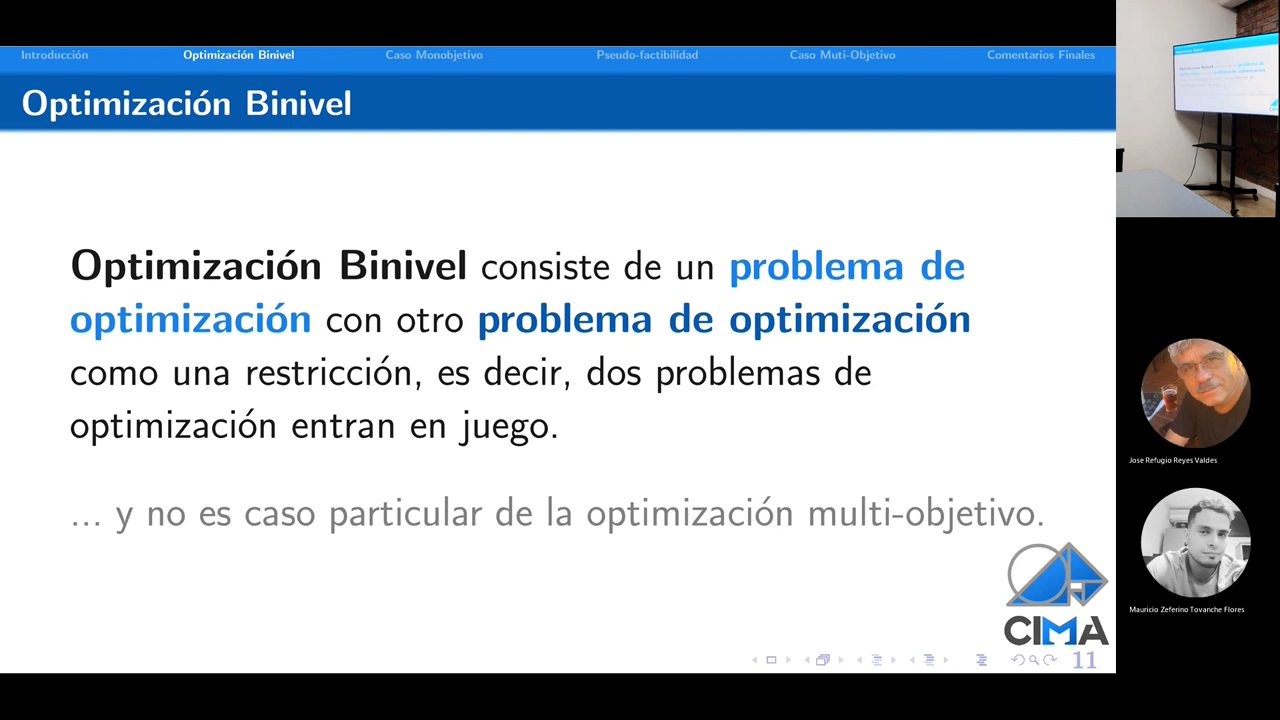 Introducción
Optimización Binivel
Caso Monobjetivo
Pseudo-factibilidad
Caso Muti-Objetivo
Comentarios Finales
Optimización Binivel
Optimización Binivel consiste de un problema de
optimización con otro problema de optimización
como una restricción, es decir, dos problemas de
optimización entran en juego.
... y no es caso particular de la optimización multi-objetivo.
CIMA
11
Jose Refugio Reyes Valdes
Mauricio Zeferino Tovanche Flores